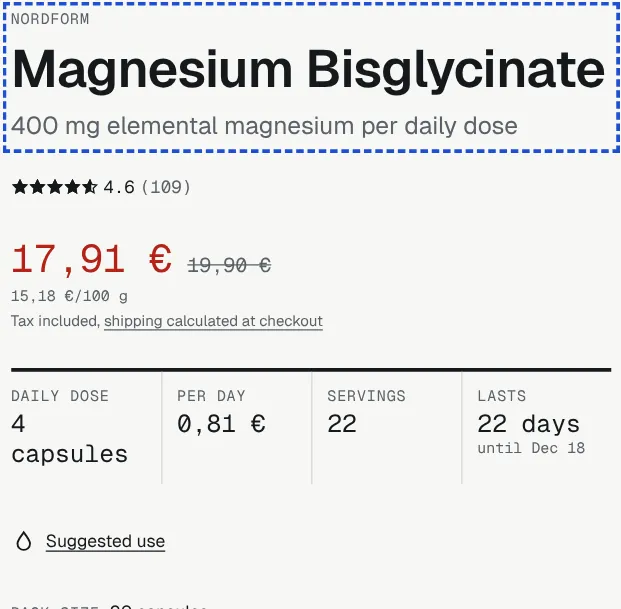 NORDFORM
Magnesium Bisglycinate
400 mg elemental magnesium per daily dose
4.6 (109)
17,91 € 19,90 €
15,18 €/100 g
Tax included, shipping calculated at checkout
DAILY DOSE
4 capsules
PER DAY
0,81 €
SERVINGS
22
LASTS
22 days
until Dec 18
Suggested use